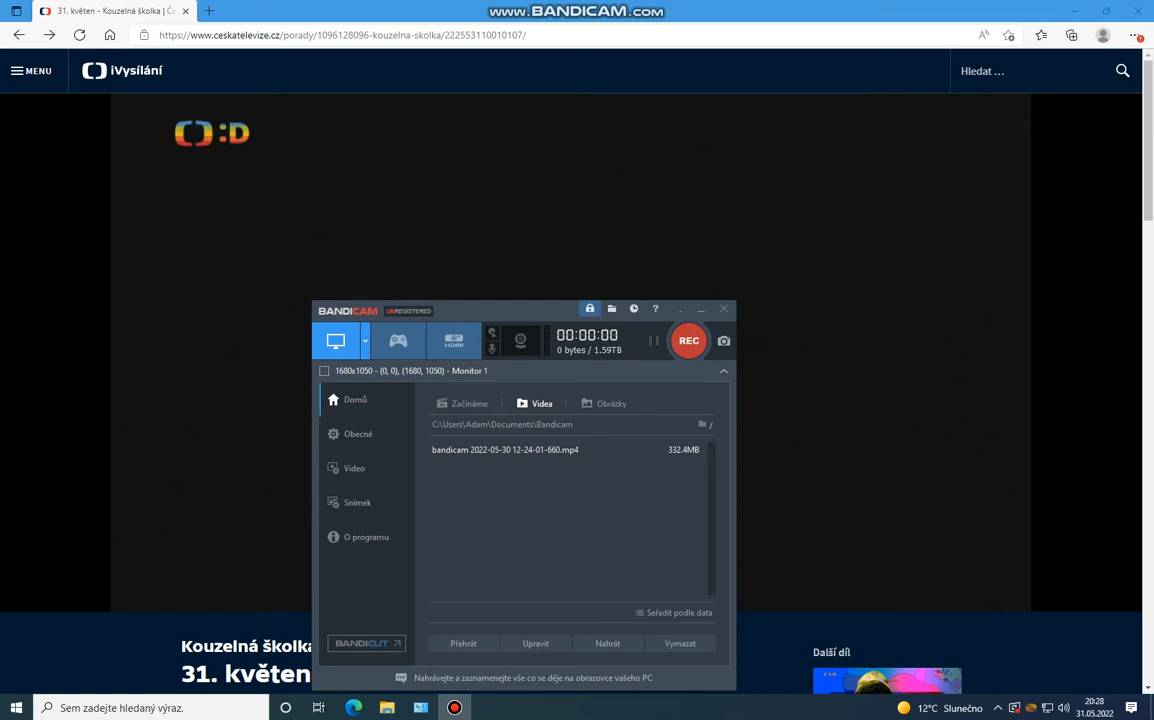 31. květen - Kouzelná školka | Č
www.BANDICAM.com
https://www.ceskatelevize.cz/porady/1096128096-kouzelna-skolka/222553110010107/
MENU
iVysílání
Hledat ...
:D
BANDICAM UNREGISTERED
HDMI
00:00:00
0 bytes / 1.59TB
REC
1680x1050 - (0, 0), (1680, 1050) - Monitor 1
Domů
Obecné
Video
Snímek
O programu
Začínáme
Videa
Obrázky
C:\Users\Adam\Documents\Bandicam
/
bandicam 2022-05-30 12-24-01-660.mp4 332.4MB
Seřadit podle data
BANDICUT
Přehrát
Upravit
Nahrát
Vymazat
Nahrávejte a zaznamenejte vše co se děje na obrazovce vašeho PC
Kouzelná školka
31. květen
Další díl
Sem zadejte hledaný výraz.
12°C Slunečno
20:28
31.05.2022